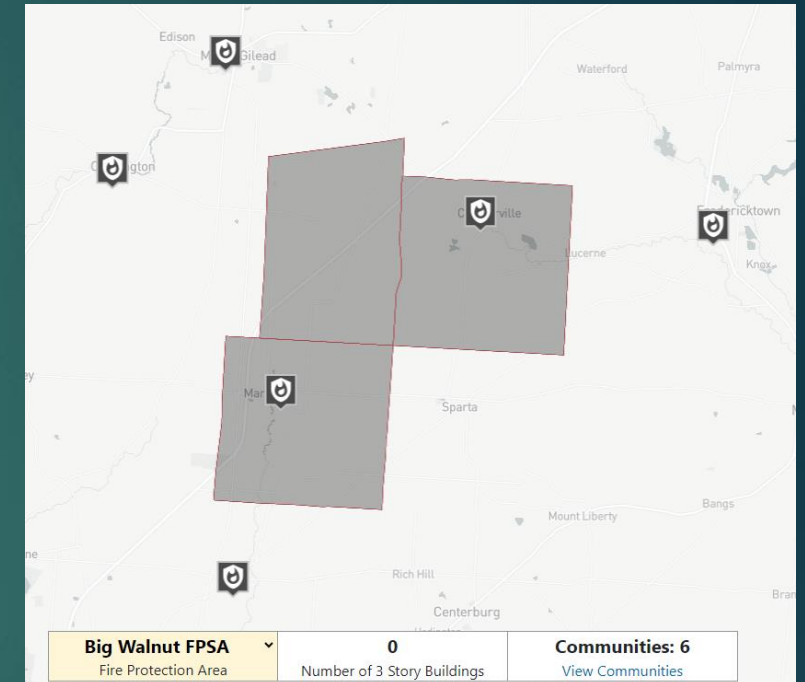 Edison
Gilead
Waterford
Palmyra
Fredericktown
Lucerne
Knox
Sparta
Bangs
Mount Liberty
Rich Hill
Centerburg
Big Walnut FPSA
Fire Protection Area
0
Number of 3 Story Buildings
Communities: 6
View Communities